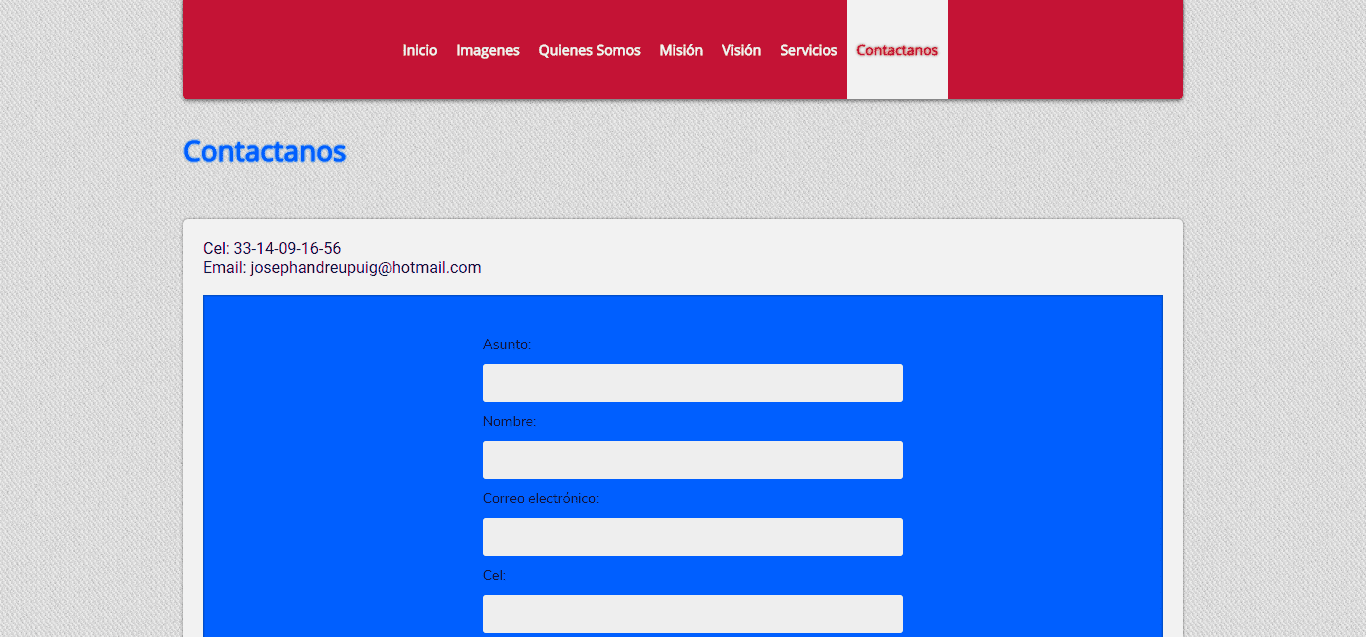 Inicio Imagenes Quienes Somos Misión Visión Servicios Contactanos
Contactanos
Cel: 33-14-09-16-56
Email: josephandreupuig@hotmail.com
Asunto:
Nombre:
Correo electrónico:
Cel: